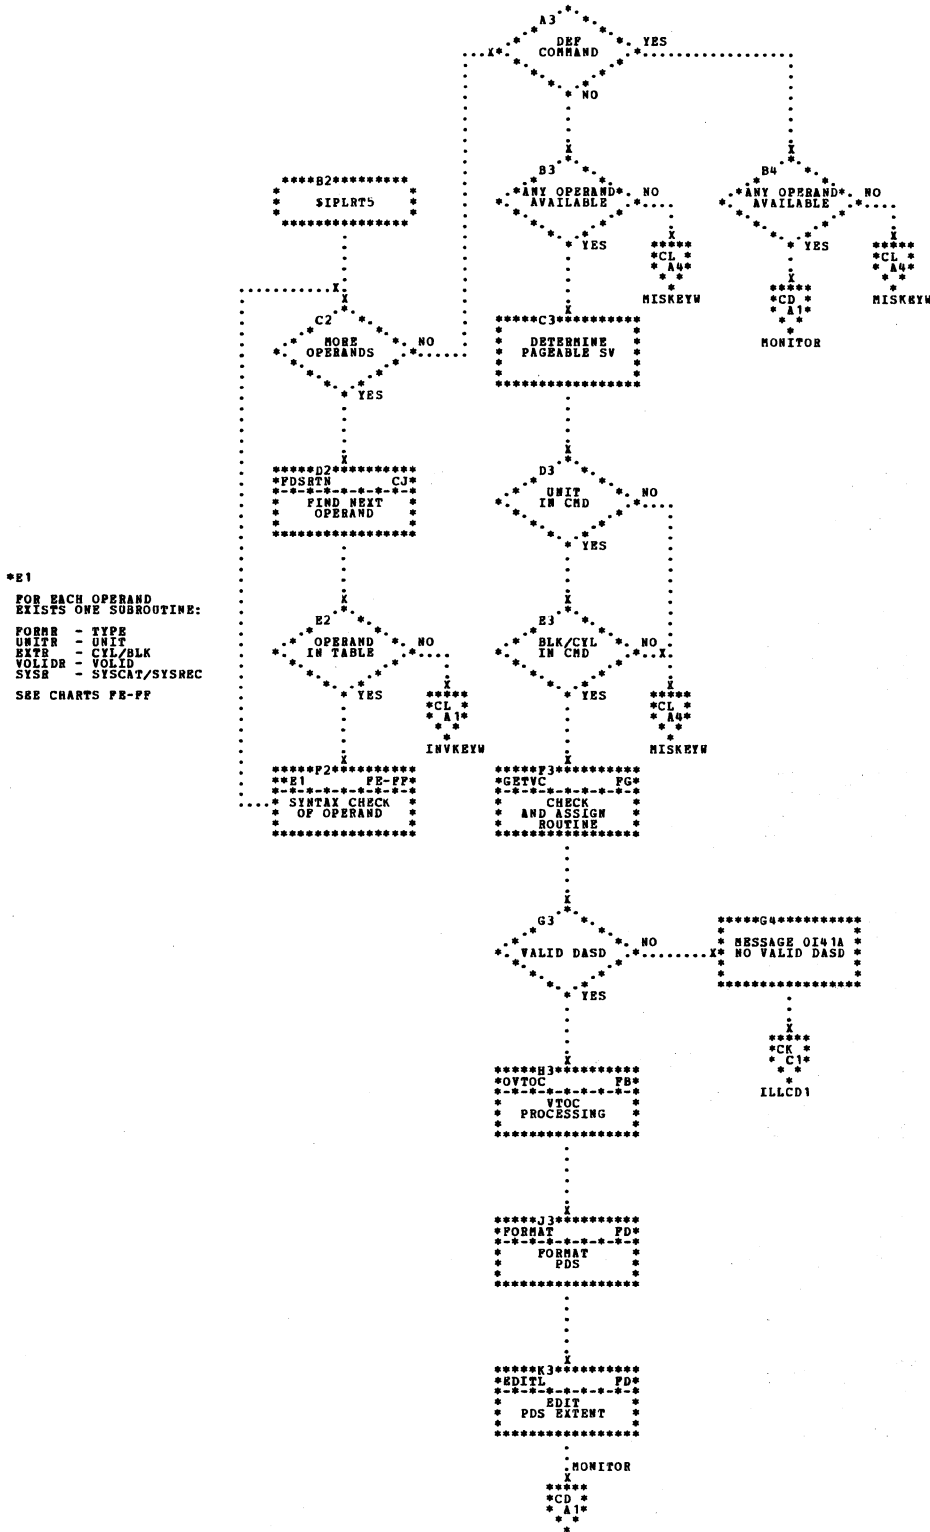 A3
DEF
COMMAND
YES
NO
B2
$IPLRT5
B3
ANY OPERAND
AVAILABLE
NO
YES
CL
A4
MISKEYW
B4
ANY OPERAND
AVAILABLE
NO
YES
CL
A4
MISKEYW
CD
A1
MONITOR
C2
MORE
OPERANDS
NO
YES
C3
DETERMINE
PAGEABLE SV
D2
FDSRTN CJ
FIND NEXT
OPERAND
D3
UNIT
IN CMD
NO
YES
*E1
FOR EACH OPERAND
EXISTS ONE SUBROUTINE:
FORMR - TYPE
UNITR - UNIT
EXTR - CYL/BLK
VOLIDR - VOLID
SYSR - SYSCAT/SYSREC
SEE CHARTS FE-FF
E2
OPERAND
IN TABLE
NO
YES
CL
A1
INVKEYW
E3
BLK/CYL
IN CMD
NO
YES
CL
A4
MISKEYW
F2
*E1 FE-FF
SYNTAX CHECK
OF OPERAND
F3
GETVC FG
CHECK
AND ASSIGN
ROUTINE
G3
VALID DASD
NO
YES
G4
MESSAGE 0I41A
NO VALID DASD
CK
C1
ILLCD1
H3
OVTOC FB
VTOC
PROCESSING
J3
FORMAT FD
FORMAT
PDS
K3
EDITL FD
EDIT
PDS EXTENT
MONITOR
CD
A1